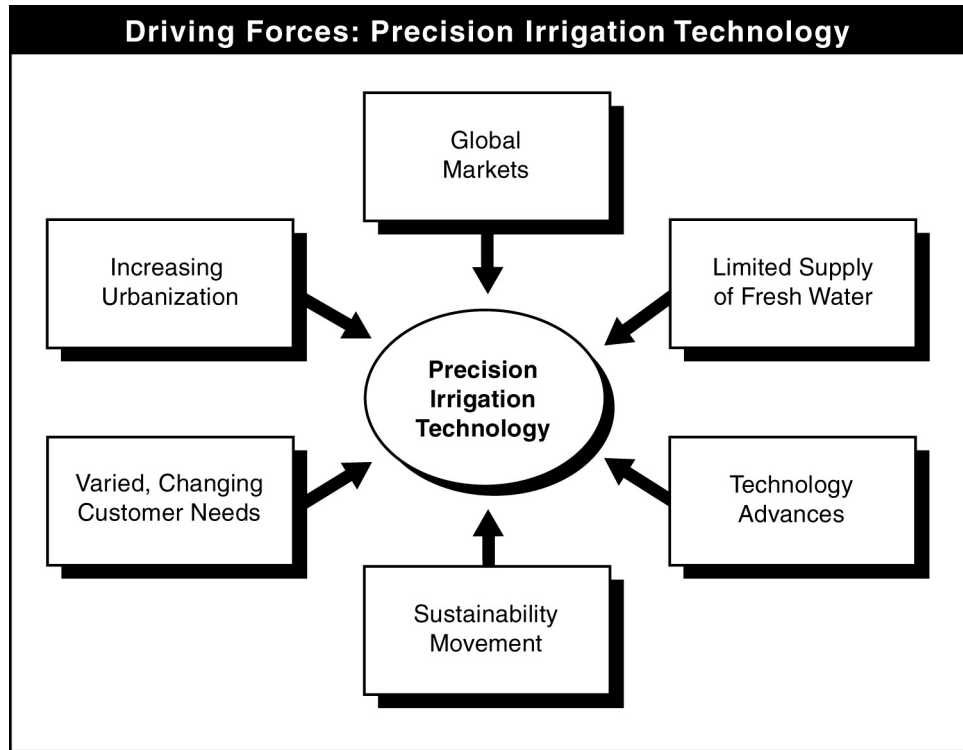 Driving Forces: Precision Irrigation Technology
Global
Markets
Increasing
Urbanization
Limited Supply
of Fresh Water
Precision
Irrigation
Technology
Varied, Changing
Customer Needs
Technology
Advances
Sustainability
Movement